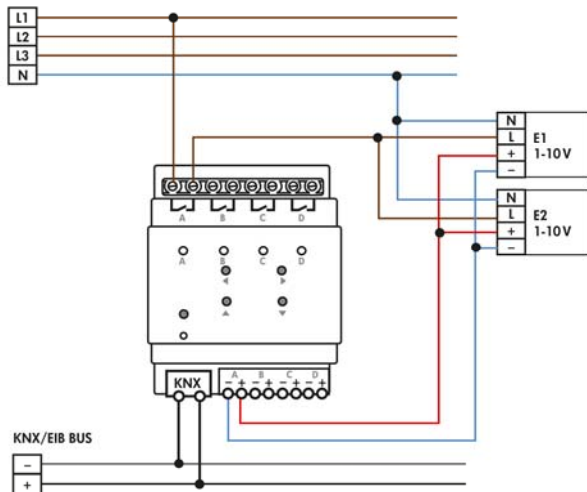 L1
L2
L3
N
N
L E1
+ 1-10V
−
N
L E2
+ 1-10V
−
A B C D
A B C D
KNX
A B C D
− + − + − + − +
KNX/EIB BUS
−
+